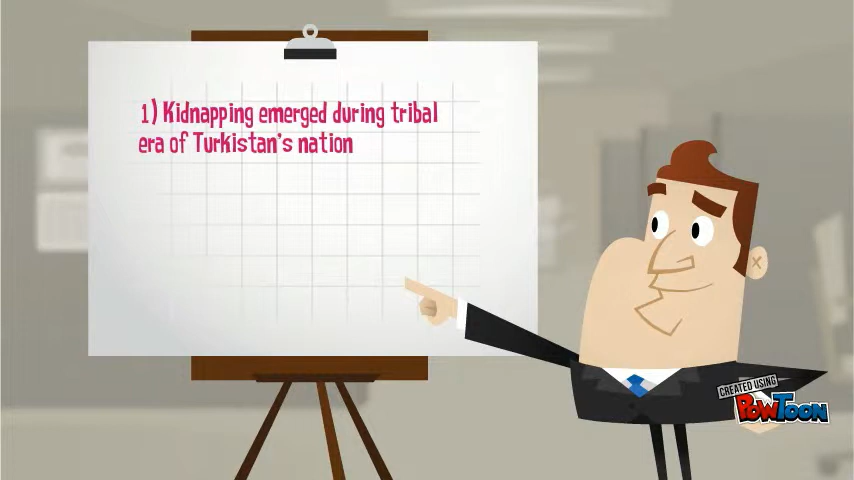 1) Kidnapping emerged during tribal
era of Turkistan's nation
CREATED USING
POWTOON